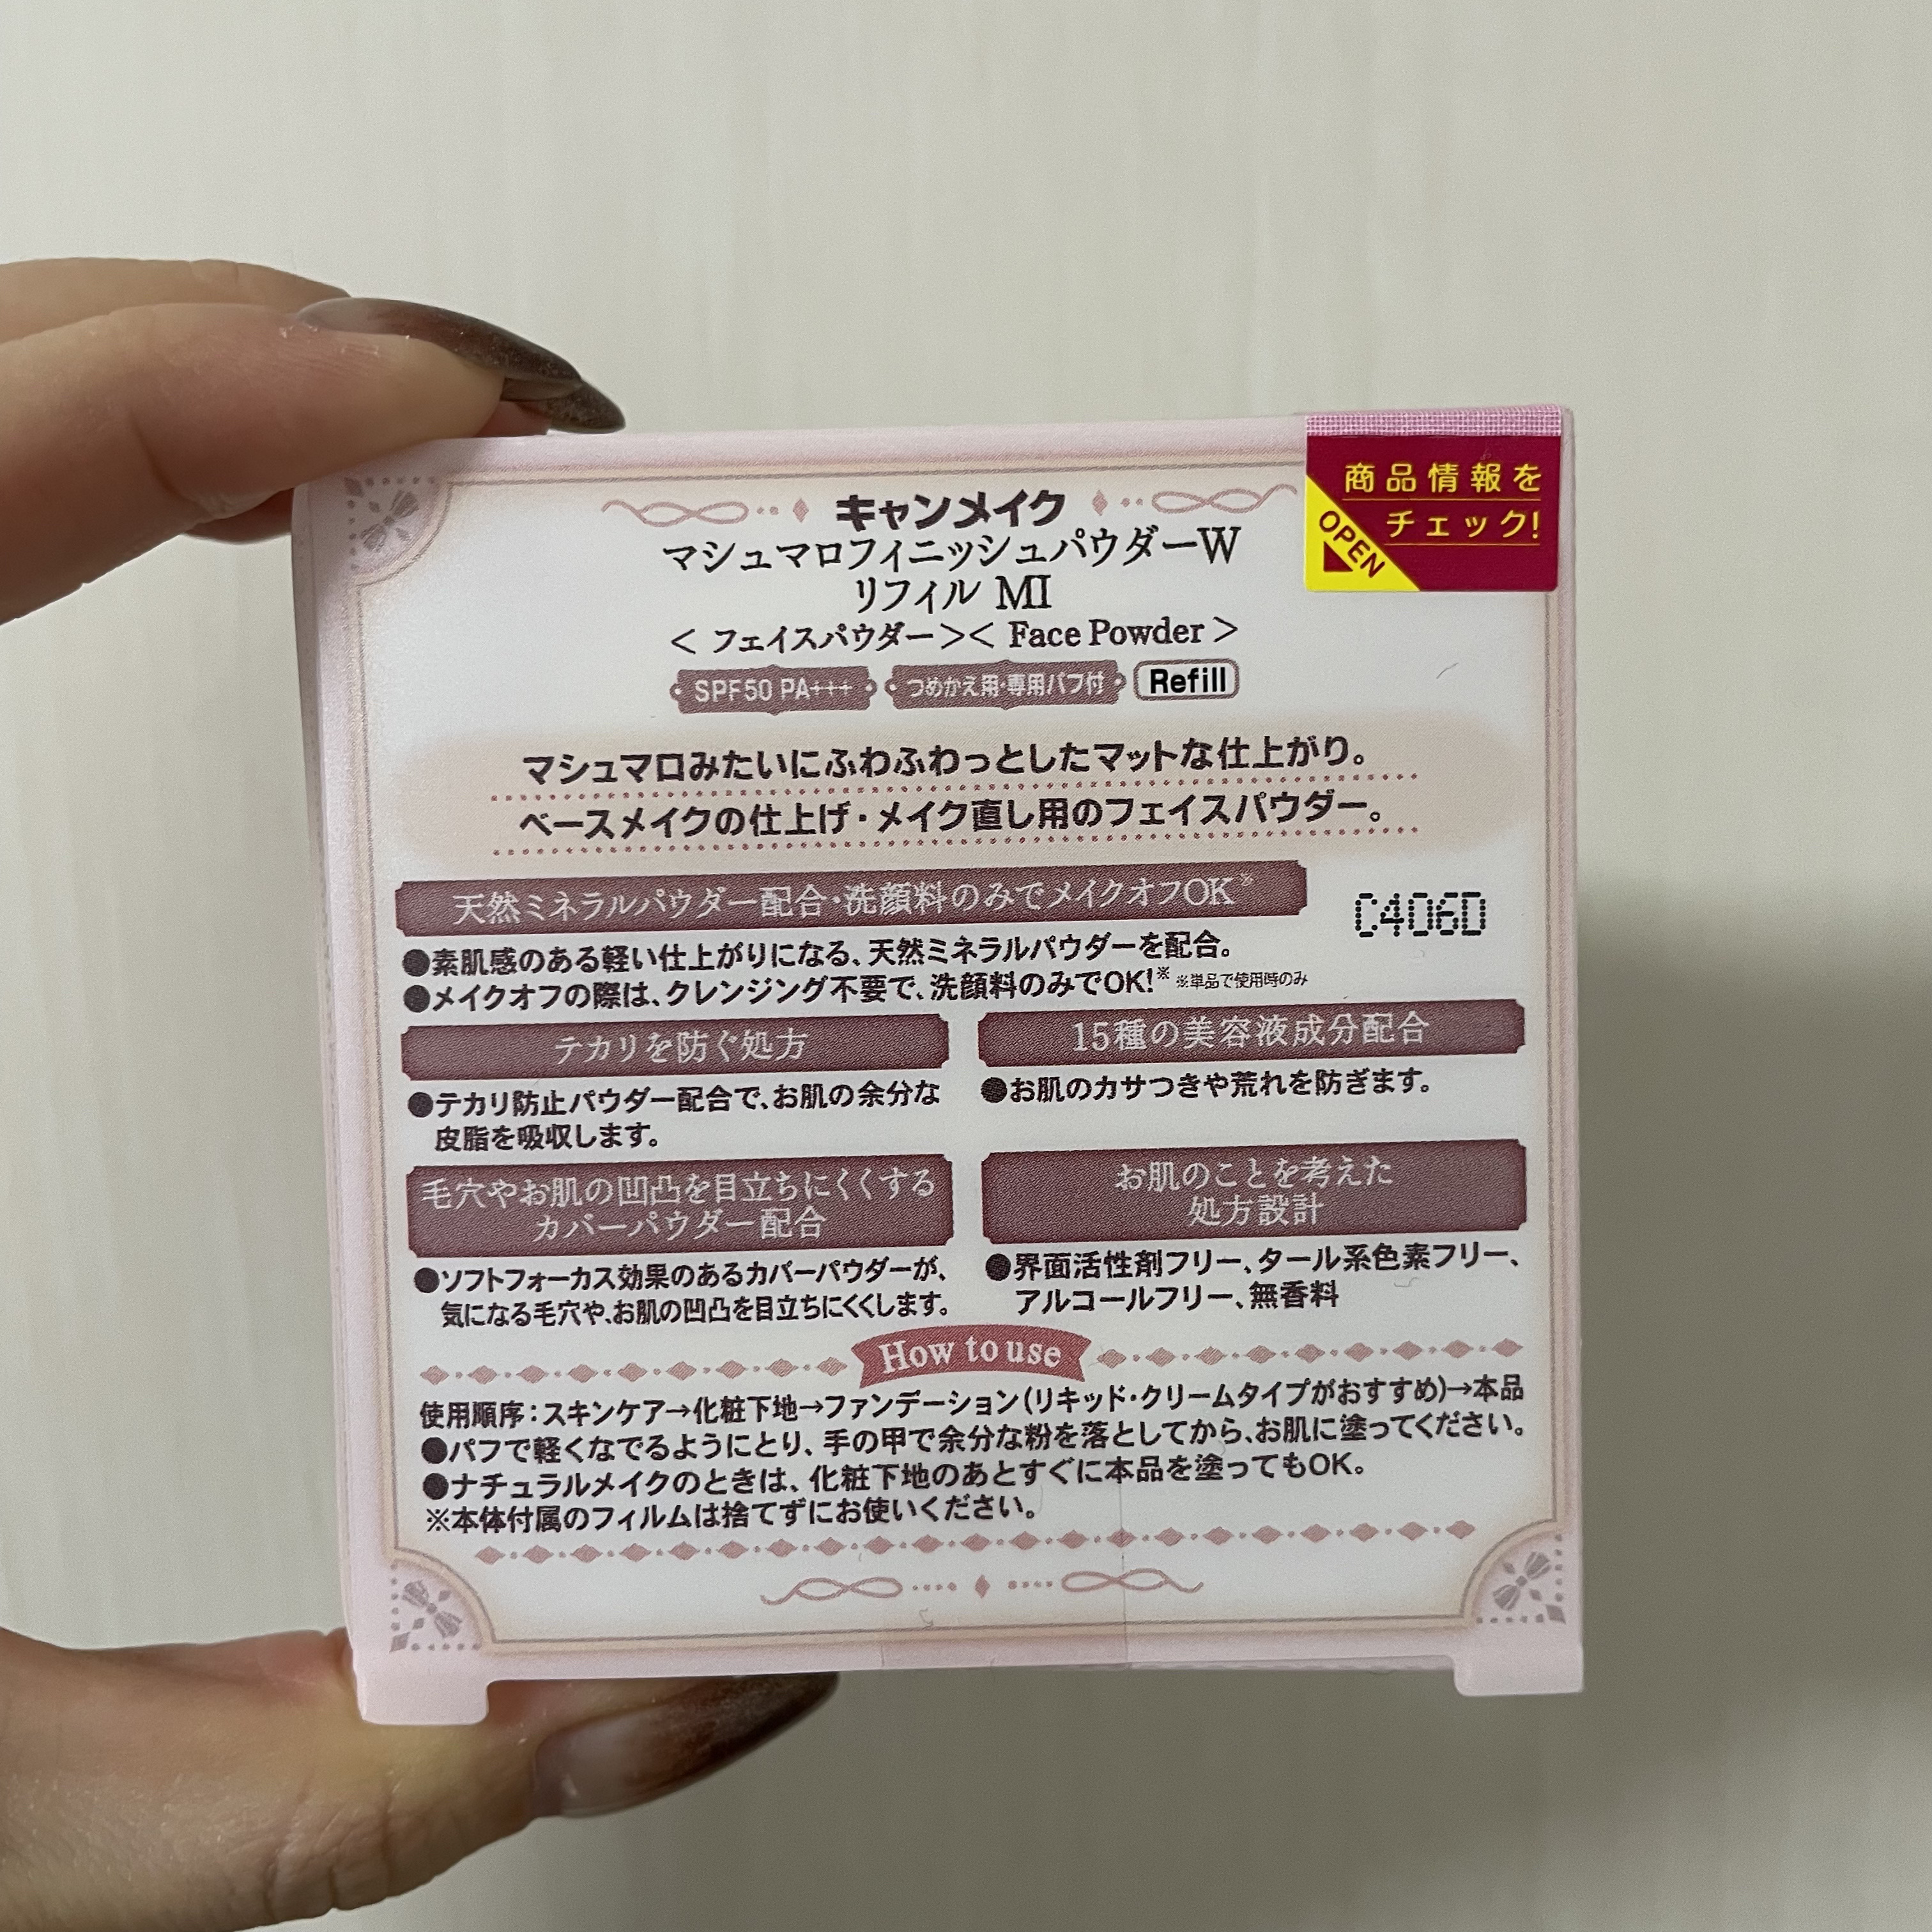 商品情報を
チェック!
OPEN
キャンメイク
マシュマロフィニッシュパウダーW
リフィル MI
< フェイスパウダー >< Face Powder >
SPF50 PA+++ つめかえ用・専用パフ付 Refill
マシュマロみたいにふわふわっとしたマットな仕上がり。
ベースメイクの仕上げ・メイク直し用のフェイスパウダー。
天然ミネラルパウダー配合・洗顔料のみでメイクオフOK※
C406D
●素肌感のある軽い仕上がりになる、天然ミネラルパウダーを配合。
●メイクオフの際は、クレンジング不要で、洗顔料のみでOK!※ ※単品で使用時のみ
テカリを防ぐ処方
●テカリ防止パウダー配合で、お肌の余分な
皮脂を吸収します。
15種の美容液成分配合
●お肌のカサつきや荒れを防ぎます。
毛穴やお肌の凹凸を目立ちにくくする
カバーパウダー配合
●ソフトフォーカス効果のあるカバーパウダーが、
気になる毛穴や、お肌の凹凸を目立ちにくくします。
お肌のことを考えた
処方設計
●界面活性剤フリー、タール系色素フリー、
アルコールフリー、無香料
How to use
使用順序：スキンケア→化粧下地→ファンデーション(リキッド・クリームタイプがおすすめ)→本品
●パフで軽くなでるようにとり、手の甲で余分な粉を落としてから、お肌に塗ってください。
●ナチュラルメイクのときは、化粧下地のあとすぐに本品を塗ってもOK。
※本体付属のフィルムは捨てずにお使いください。